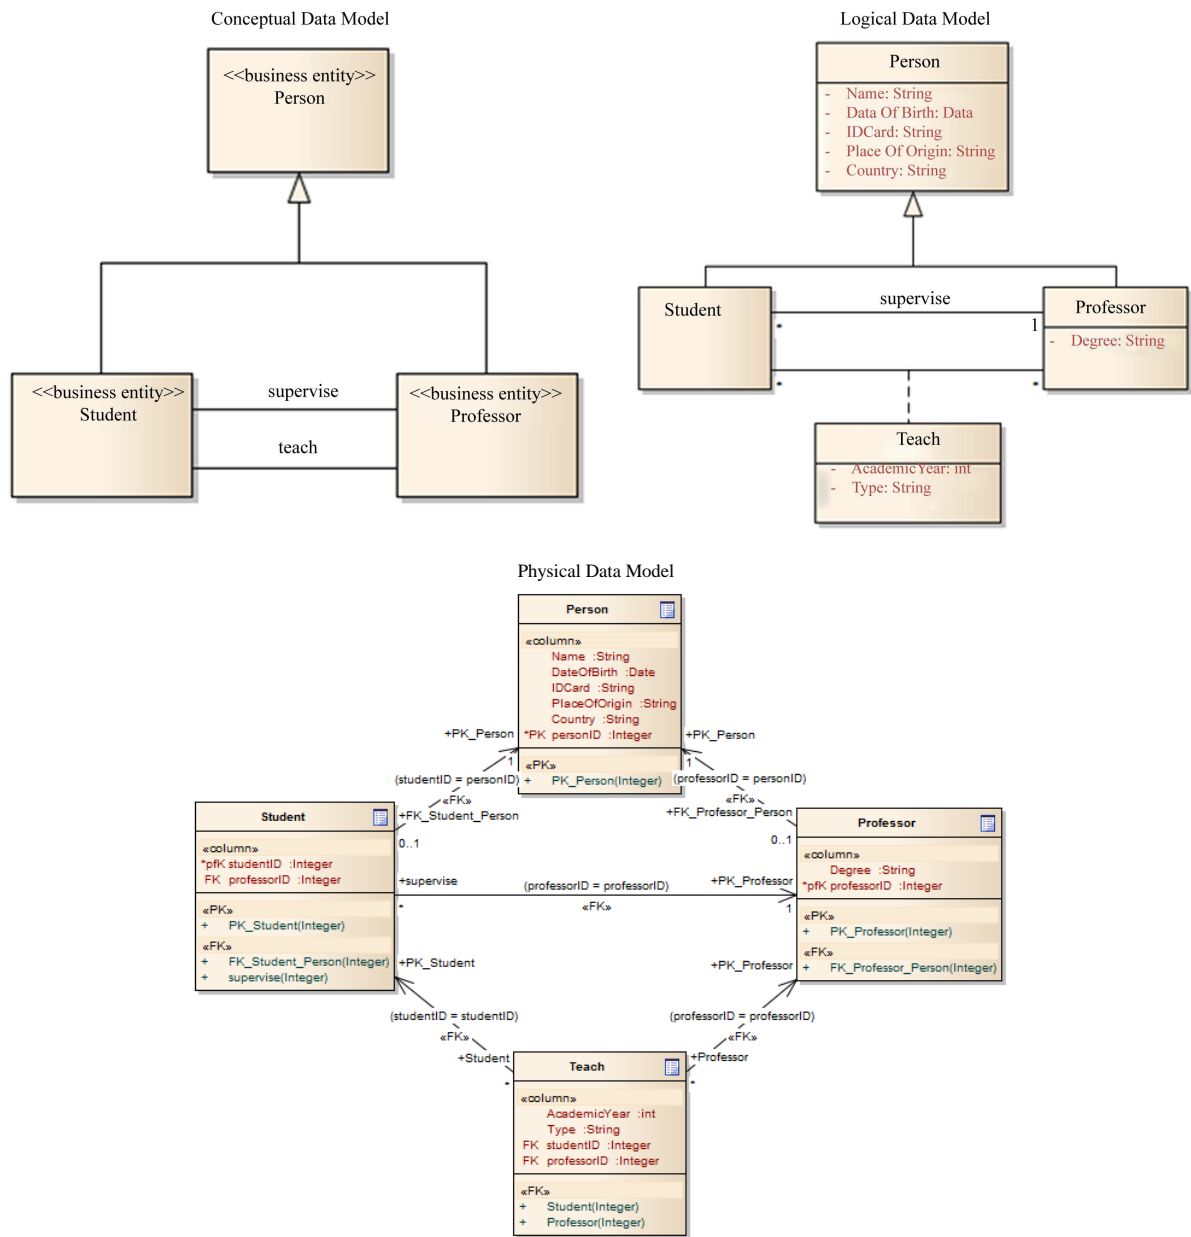 Conceptual Data Model
<<business entity>>
Person
<<business entity>>
Student
supervise
teach
<<business entity>>
Professor
Logical Data Model
Person
- Name: String
- Data Of Birth: Data
- IDCard: String
- Place Of Origin: String
- Country: String
Student
supervise
*
1
Professor
- Degree: String
*
*
Teach
- AcademicYear: int
- Type: String
Physical Data Model
Person
«column»
Name :String
DateOfBirth :Date
IDCard :String
PlaceOfOrigin :String
Country :String
*PK personID :Integer
«PK»
+ PK_Person(Integer)
+PK_Person
1
(studentID = personID)
«FK»
+FK_Student_Person
0..1
+PK_Person
1
(professorID = personID)
«FK»
+FK_Professor_Person
0..1
Student
«column»
*pfK studentID :Integer
FK professorID :Integer
«PK»
+ PK_Student(Integer)
«FK»
+ FK_Student_Person(Integer)
+ supervise(Integer)
+supervise
*
(professorID = professorID)
«FK»
+PK_Professor
1
Professor
«column»
Degree :String
*pfK professorID :Integer
«PK»
+ PK_Professor(Integer)
«FK»
+ FK_Professor_Person(Integer)
+PK_Student
(studentID = studentID)
«FK»
+Student
*
+PK_Professor
(professorID = professorID)
«FK»
+Professor
*
Teach
«column»
AcademicYear :int
Type :String
FK studentID :Integer
FK professorID :Integer
«FK»
+ Student(Integer)
+ Professor(Integer)